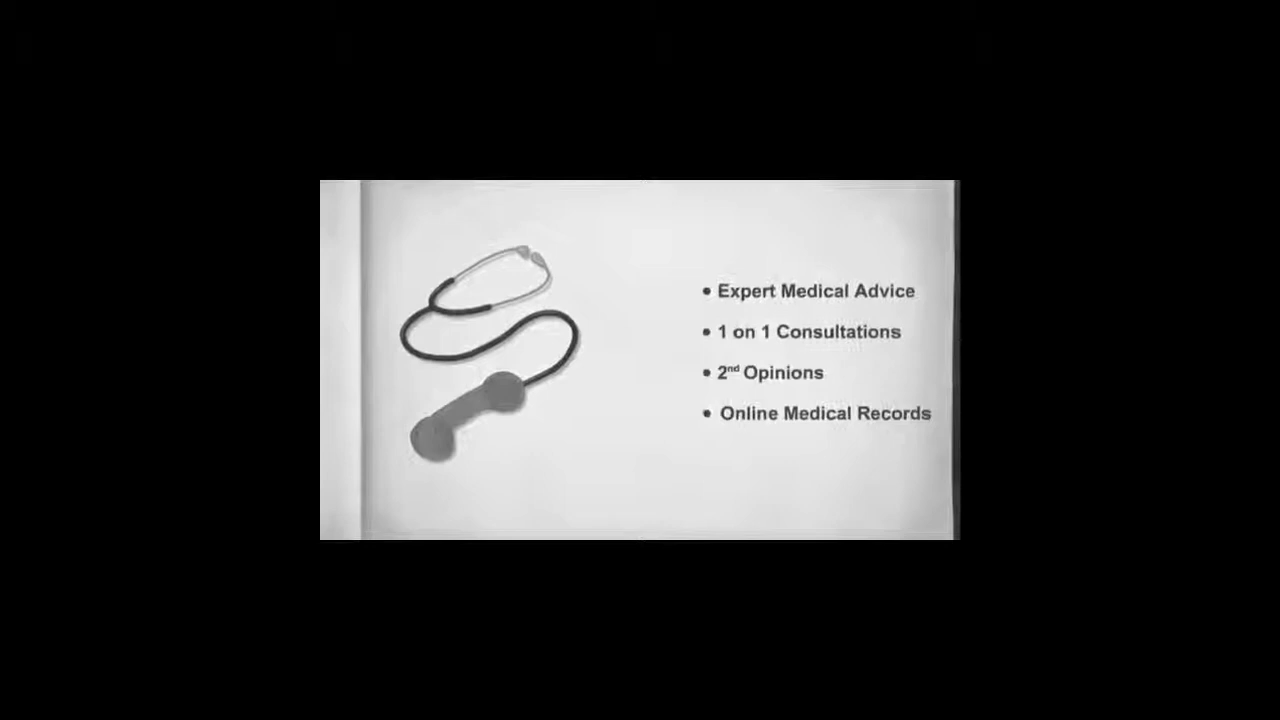 • Expert Medical Advice
• 1 on 1 Consultations
• 2nd Opinions
• Online Medical Records